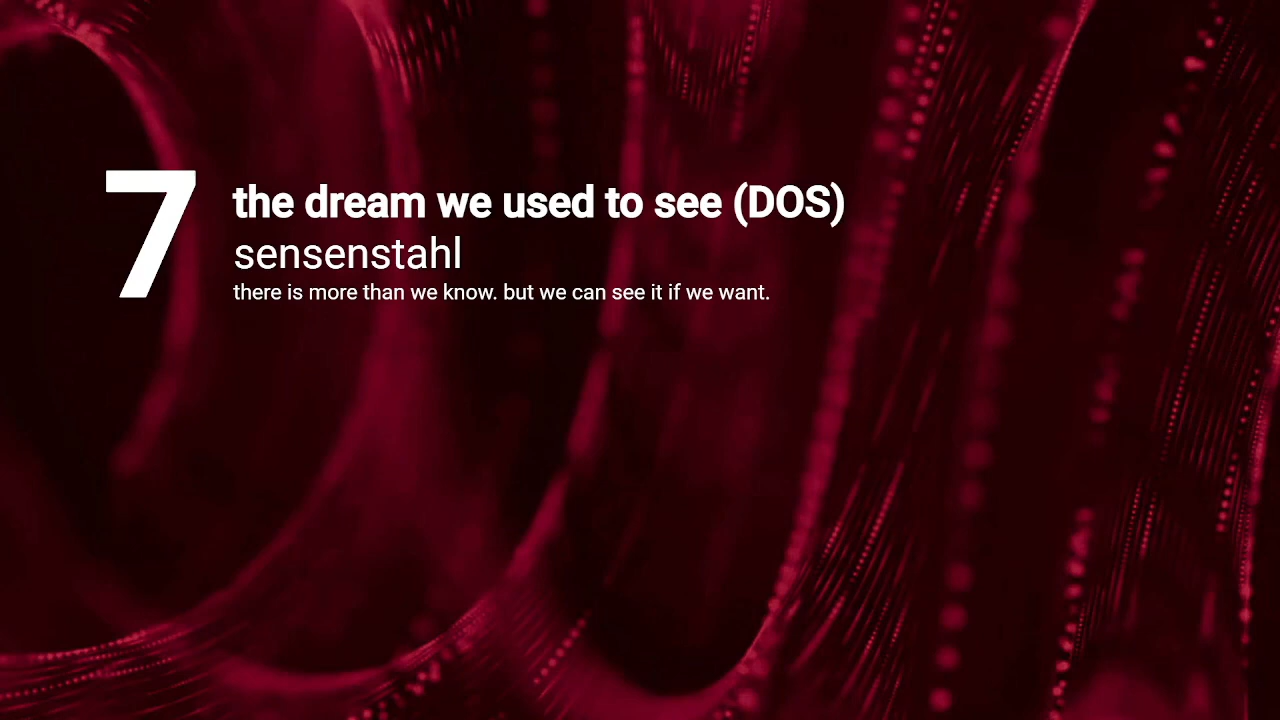 7
the dream we used to see (DOS)
sensenstahl
there is more than we know. but we can see it if we want.